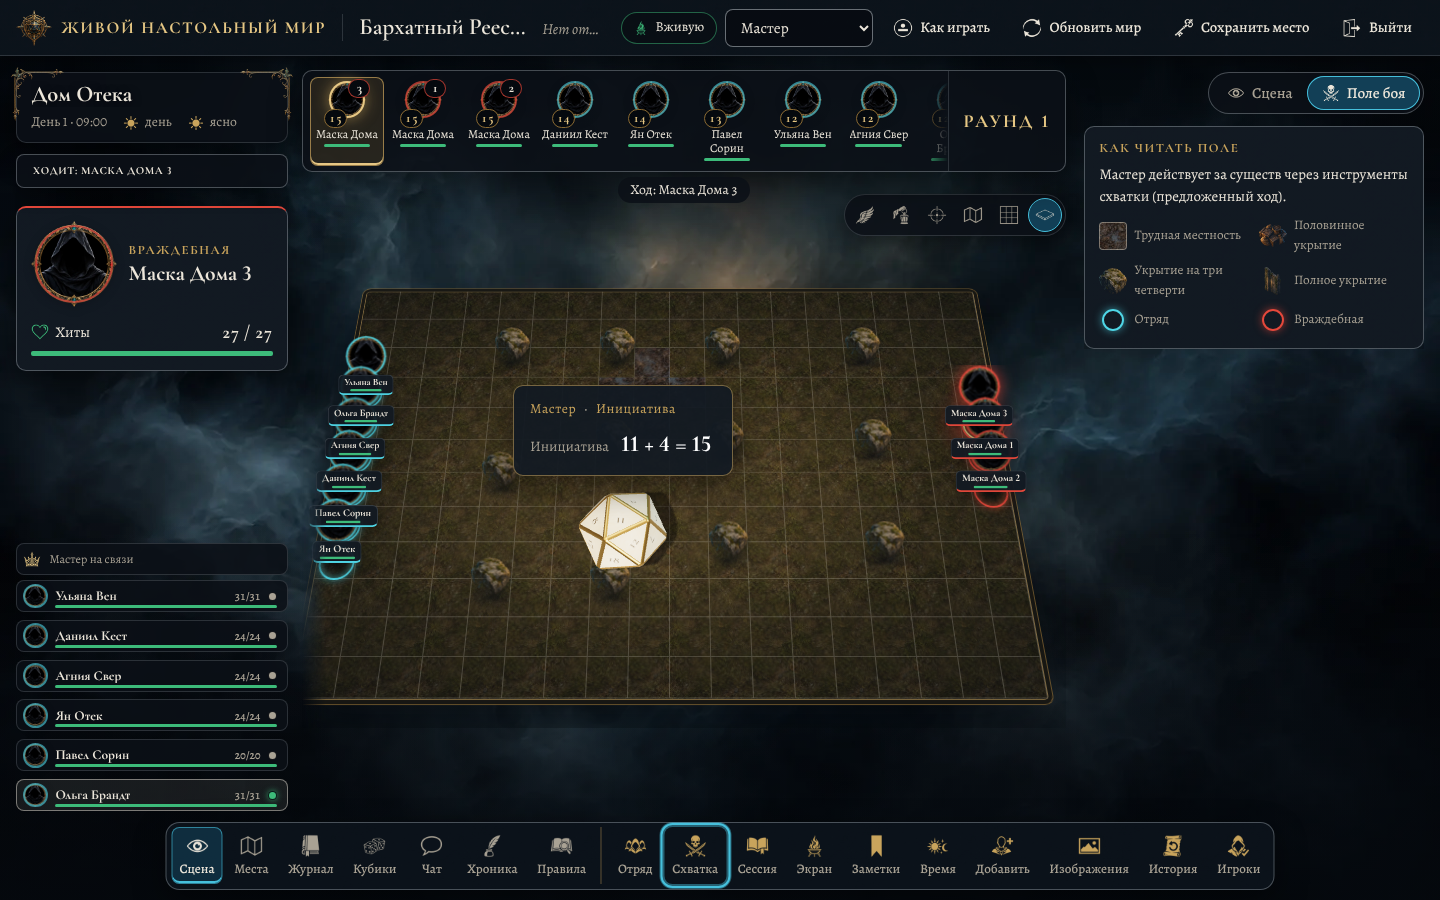 ЖИВОЙ НАСТОЛЬНЫЙ МИР
Бархатный Реес...
Нет от...
Вживую
Мастер
Как играть
Обновить мир
Сохранить место
Выйти
Дом Отека
День 1 · 09:00
день
ясно
ХОДИТ: МАСКА ДОМА 3
ВРАЖДЕБНАЯ
Маска Дома 3
Хиты
27 / 27
3
15
Маска Дома
1
15
Маска Дома
2
15
Маска Дома
14
Даниил Кест
14
Ян Отек
13
Павел
Сорин
12
Ульяна Вен
12
Агния Свер
РАУНД 1
Ход: Маска Дома 3
Сцена
Поле боя
КАК ЧИТАТЬ ПОЛЕ
Мастер действует за существ через инструменты
схватки (предложенный ход).
Трудная местность
Половинное
укрытие
Укрытие на три
четверти
Полное укрытие
Отряд
Враждебная
Ульяна Вен
Ольга Брандт
Агния Свер
Даниил Кест
Павел Сорин
Ян Отек
Мастер · Инициатива
Инициатива 11 + 4 = 15
11
Маска Дома 3
Маска Дома 1
Маска Дома 2
Мастер на связи
Ульяна Вен 31/31
Даниил Кест 24/24
Агния Свер 24/24
Ян Отек 24/24
Павел Сорин 20/20
Ольга Брандт 31/31
Сцена
Места
Журнал
Кубики
Чат
Хроника
Правила
Отряд
Схватка
Сессия
Экран
Заметки
Время
Добавить
Изображения
История
Игроки